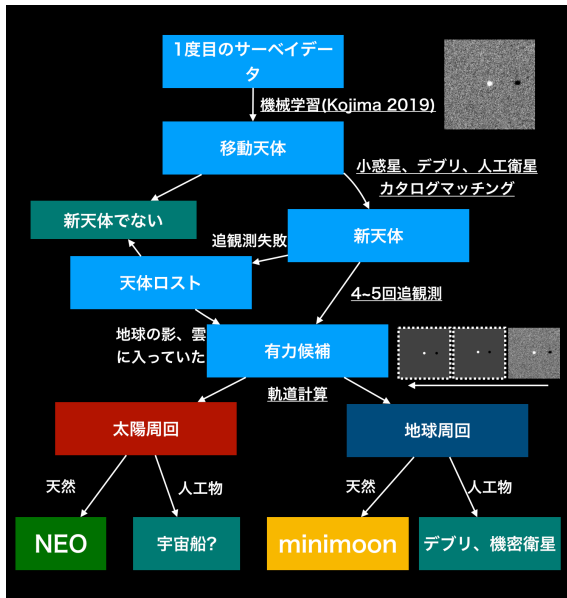 1度目のサーベイデー
タ
機械学習(Kojima 2019)
移動天体
小惑星、デブリ、人工衛星
カタログマッチング
新天体でない
新天体
追観測失敗
天体ロスト
4~5回追観測
地球の影、雲
に入っていた
有力候補
軌道計算
太陽周回
地球周回
天然
人工物
天然
人工物
NEO
宇宙船?
minimoon
デブリ、機密衛星